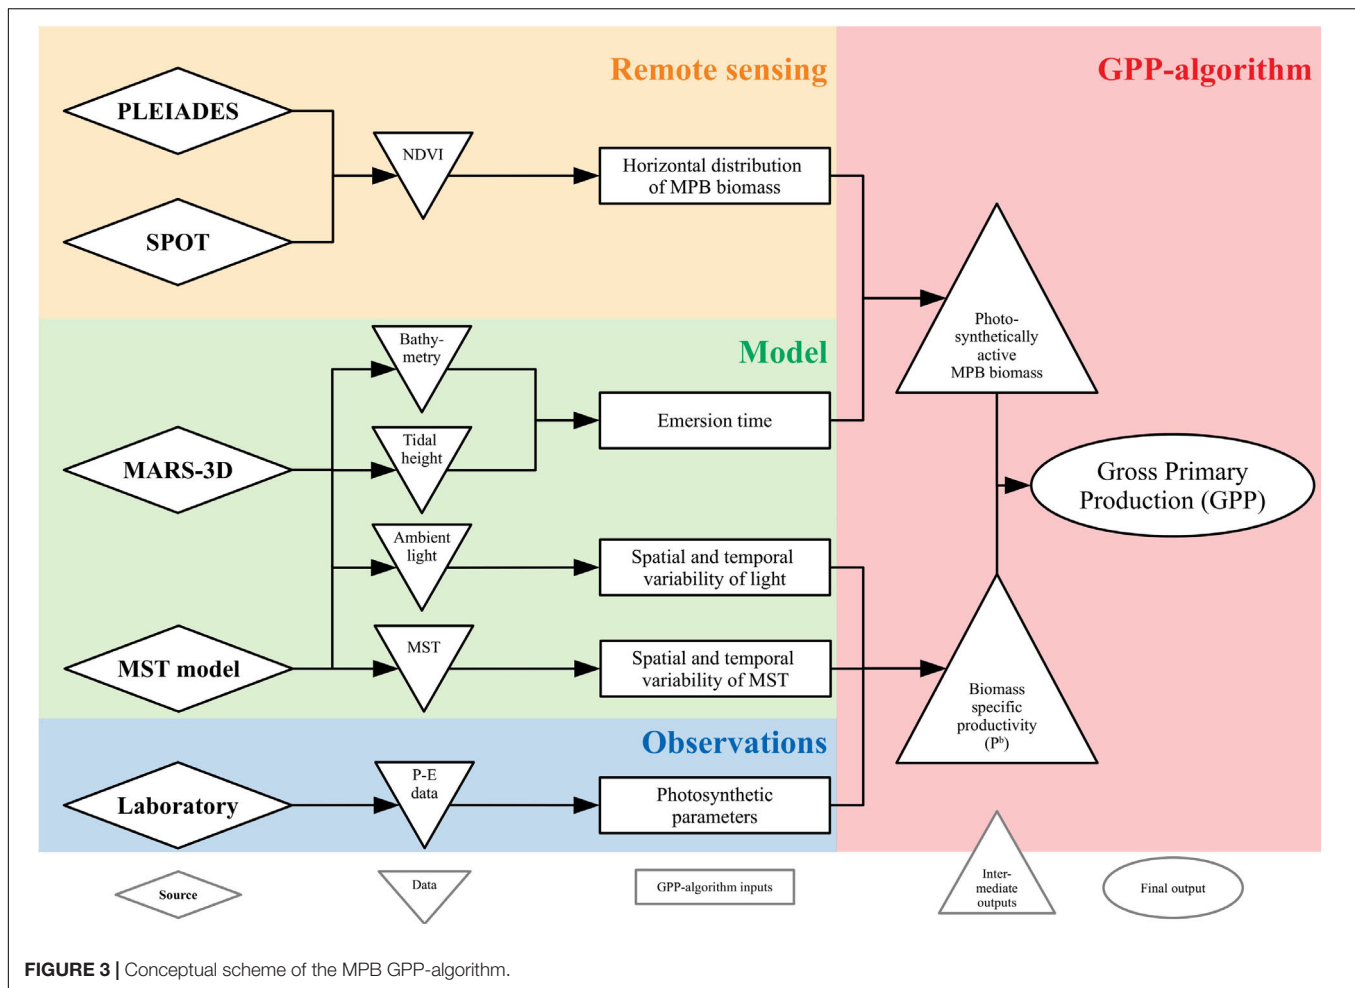 Remote sensing
GPP-algorithm
PLEIADES
NDVI
Horizontal distribution
of MPB biomass
SPOT
Model
Bathy-
metry
Photo-
synthetically
active
MPB biomass
Emersion time
MARS-3D
Tidal
height
Gross Primary
Production (GPP)
Ambient
light
Spatial and temporal
variability of light
MST model
MST
Spatial and temporal
variability of MST
Biomass
specific
productivity
(Pᵇ)
Observations
Laboratory
P-E
data
Photosynthetic
parameters
Source
Data
GPP-algorithm inputs
Inter-
mediate
outputs
Final output
FIGURE 3 | Conceptual scheme of the MPB GPP-algorithm.